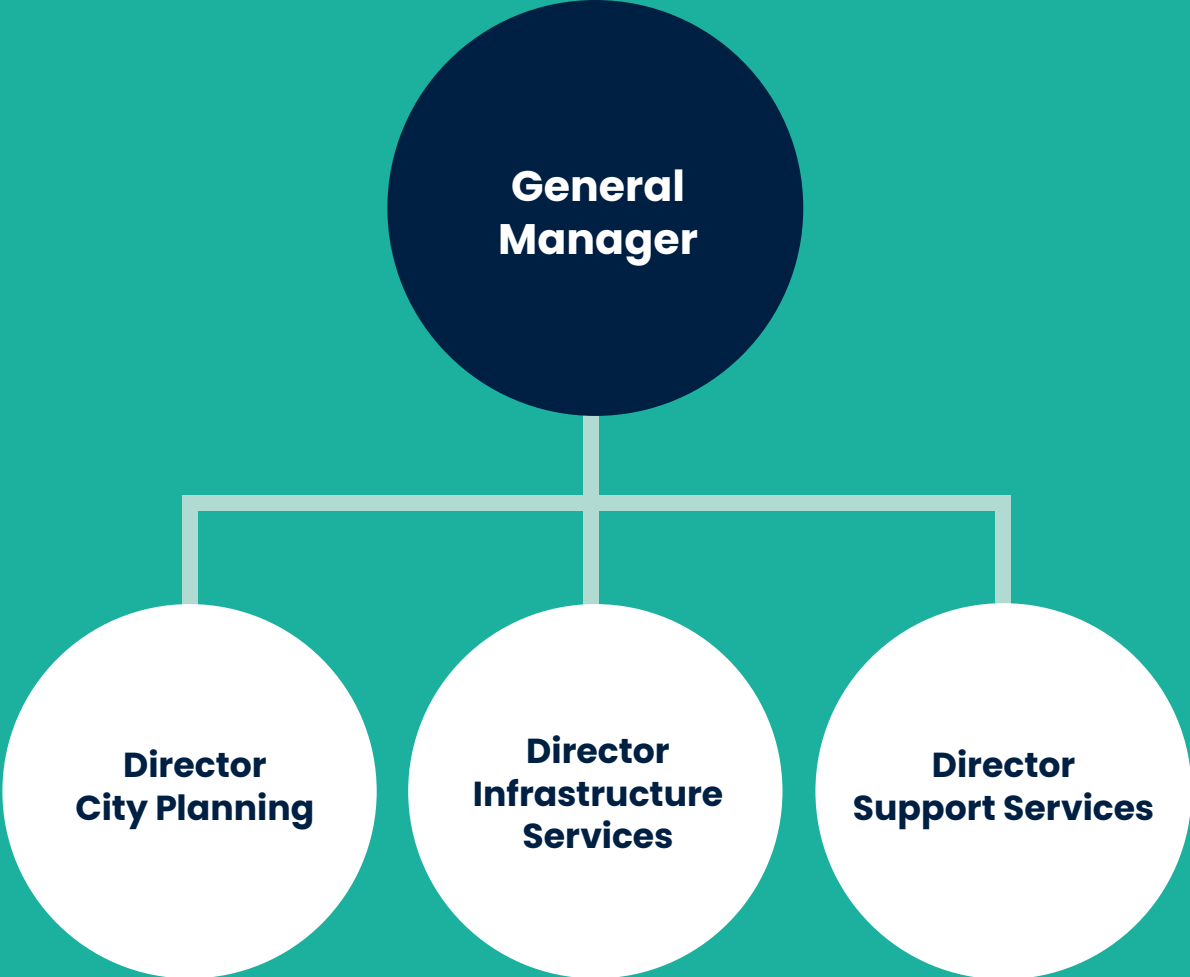 General
Manager
Director
City Planning
Director
Infrastructure
Services
Director
Support Services